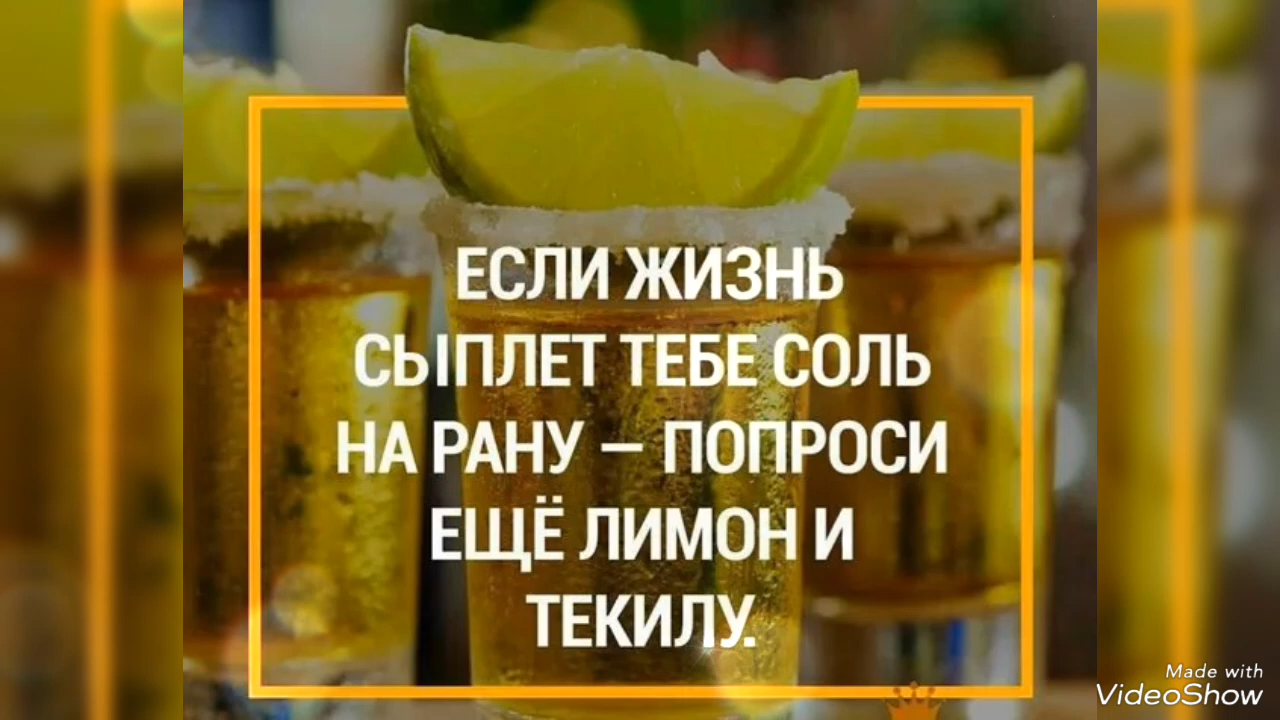 ЕСЛИ ЖИЗНЬ
СЫПЛЕТ ТЕБЕ СОЛЬ
НА РАНУ – ПОПРОСИ
ЕЩЁ ЛИМОН И
ТЕКИЛУ.
Made with
VideoShow